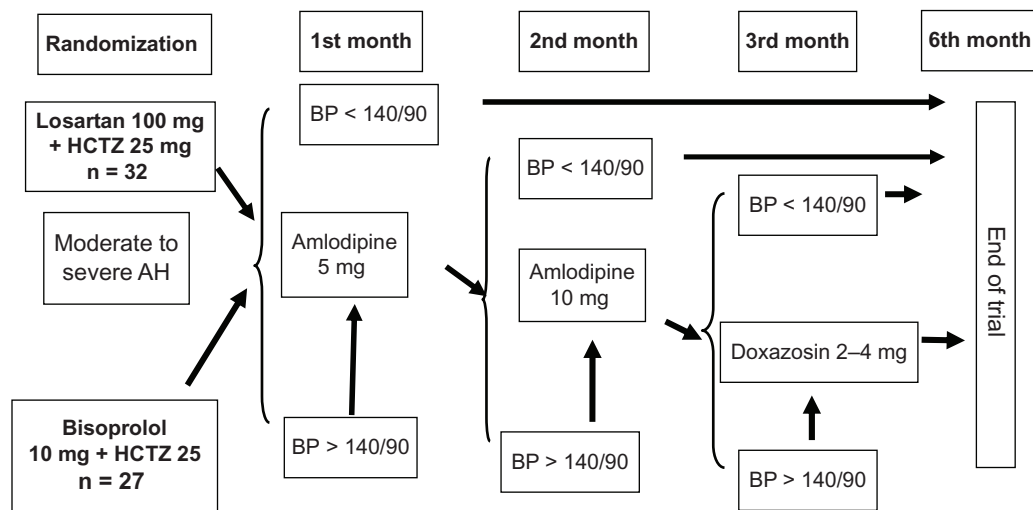 Randomization
1st month
2nd month
3rd month
6th month
Losartan 100 mg
+ HCTZ 25 mg
n = 32
Moderate to
severe AH
Bisoprolol
10 mg + HCTZ 25
n = 27
BP < 140/90
Amlodipine
5 mg
BP > 140/90
BP < 140/90
Amlodipine
10 mg
BP > 140/90
BP < 140/90
Doxazosin 2–4 mg
BP > 140/90
End of trial